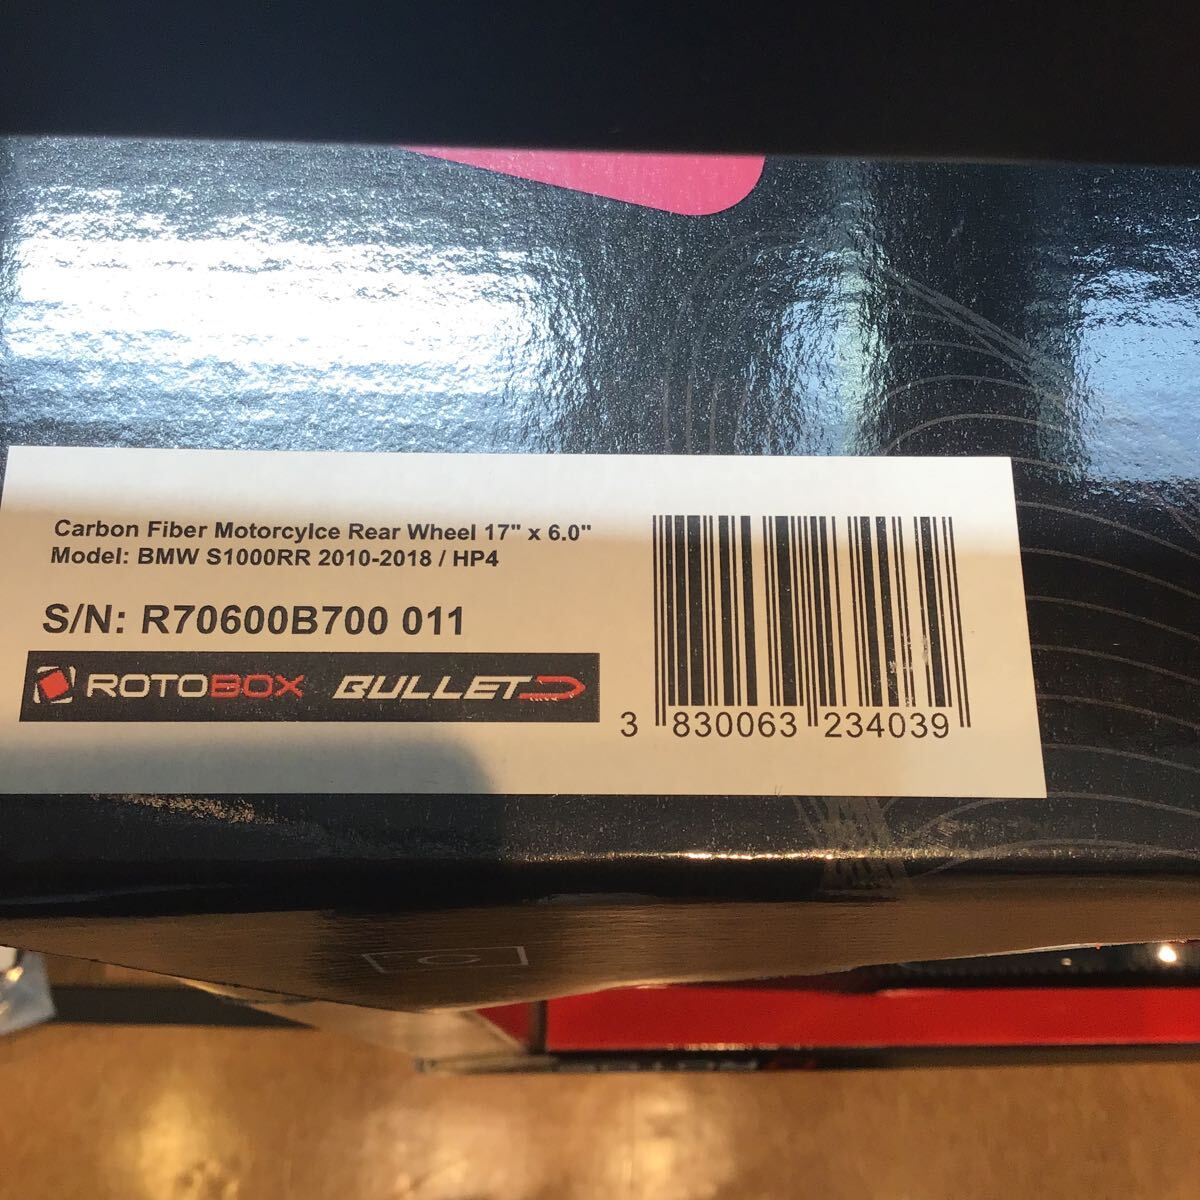 Carbon Fiber Motorcylce Rear Wheel 17" x 6.0"
Model: BMW S1000RR 2010-2018 / HP4
S/N: R70600B700 011
ROTOBOX BULLET
3 830063 234039
C